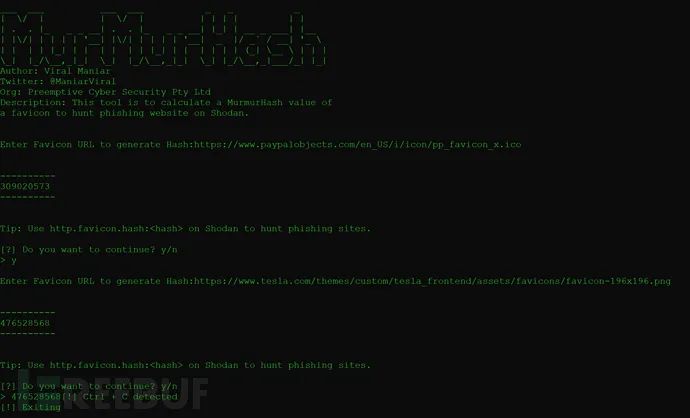 MurMurHash
Author: Viral Maniar
Twitter: @ManiarViral
Org: Preemptive Cyber Security Pty Ltd
Description: This tool is to calculate a MurmurHash value of
a favicon to hunt phishing website on Shodan.
Enter Favicon URL to generate Hash:https://www.paypalobjects.com/en_US/i/icon/pp_favicon_x.ico
----------
309020573
----------
Tip: Use http.favicon.hash:<hash> on Shodan to hunt phishing sites.
[?] Do you want to continue? y/n
> y
Enter Favicon URL to generate Hash:https://www.tesla.com/themes/custom/tesla_frontend/assets/favicons/favicon-196x196.png
----------
476528568
----------
Tip: Use http.favicon.hash:<hash> on Shodan to hunt phishing sites.
[?] Do you want to continue? y/n
> 476528568[!] Ctrl + C detected
[!] Exiting
REEBUF